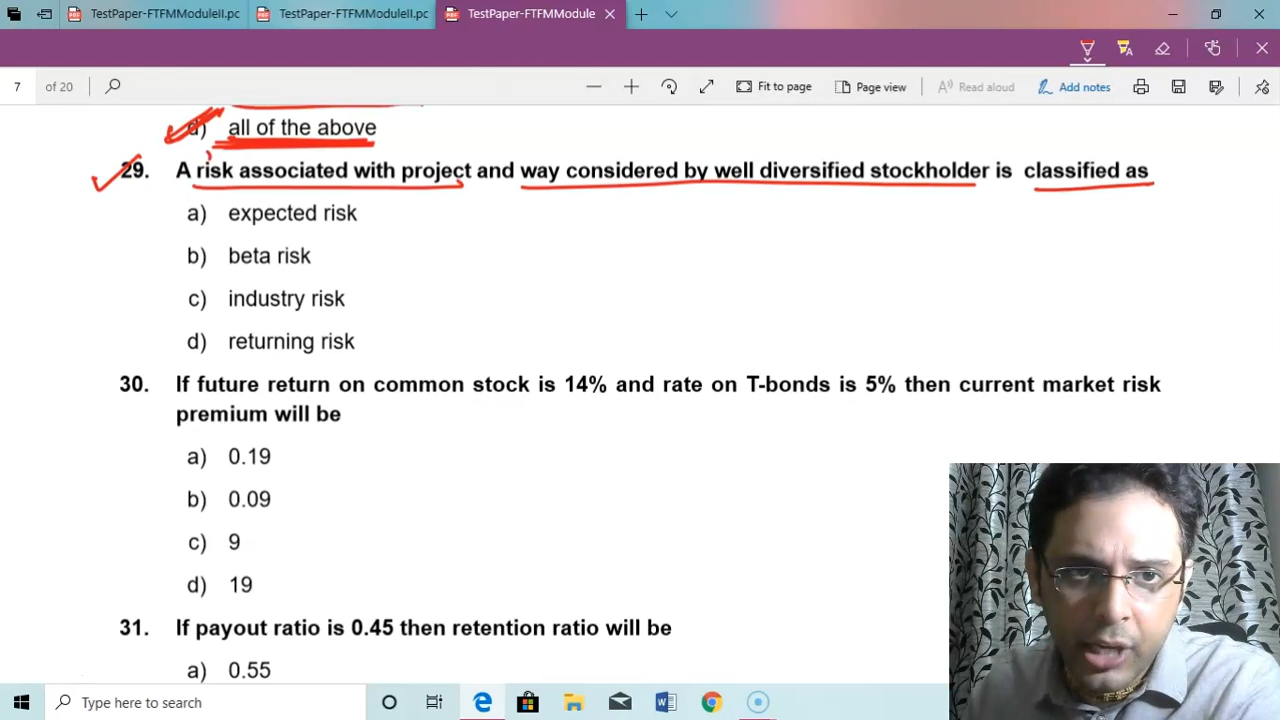 TestPaper-FTFMModuleII.pc
TestPaper-FTFMModuleII.pc
TestPaper-FTFMModule
7 of 20
Fit to page
Page view
Read aloud
Add notes
d) all of the above
29. A risk associated with project and way considered by well diversified stockholder is classified as
a) expected risk
b) beta risk
c) industry risk
d) returning risk
30. If future return on common stock is 14% and rate on T-bonds is 5% then current market risk
premium will be
a) 0.19
b) 0.09
c) 9
d) 19
31. If payout ratio is 0.45 then retention ratio will be
a) 0.55
Type here to search